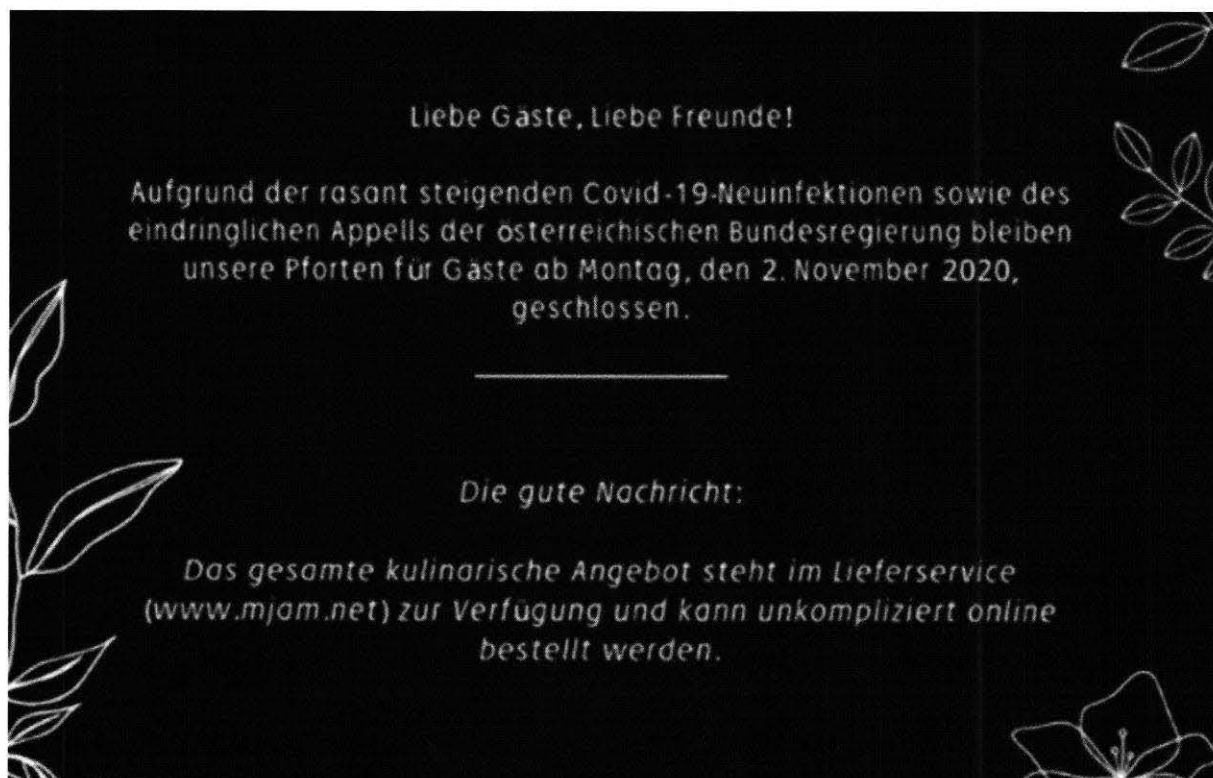 Liebe Gäste, Liebe Freunde!
Aufgrund der rasant steigenden Covid-19-Neuinfektionen sowie des
eindringlichen Appells der österreichischen Bundesregierung bleiben
unsere Pforten für Gäste ab Montag, den 2. November 2020,
geschlossen.
Die gute Nachricht:
Das gesamte kulinarische Angebot steht im Lieferservice
(www.mjam.net) zur Verfügung und kann unkompliziert online
bestellt werden.